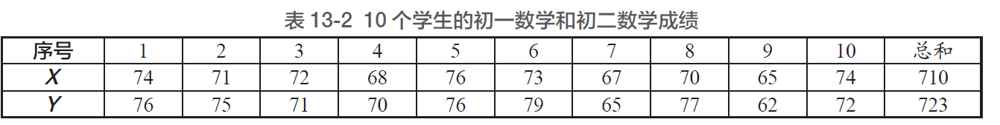 表 13-2 10 个学生的初一数学和初二数学成绩
序号 1 2 3 4 5 6 7 8 9 10 总和
X 74 71 72 68 76 73 67 70 65 74 710
Y 76 75 71 70 76 79 65 77 62 72 723